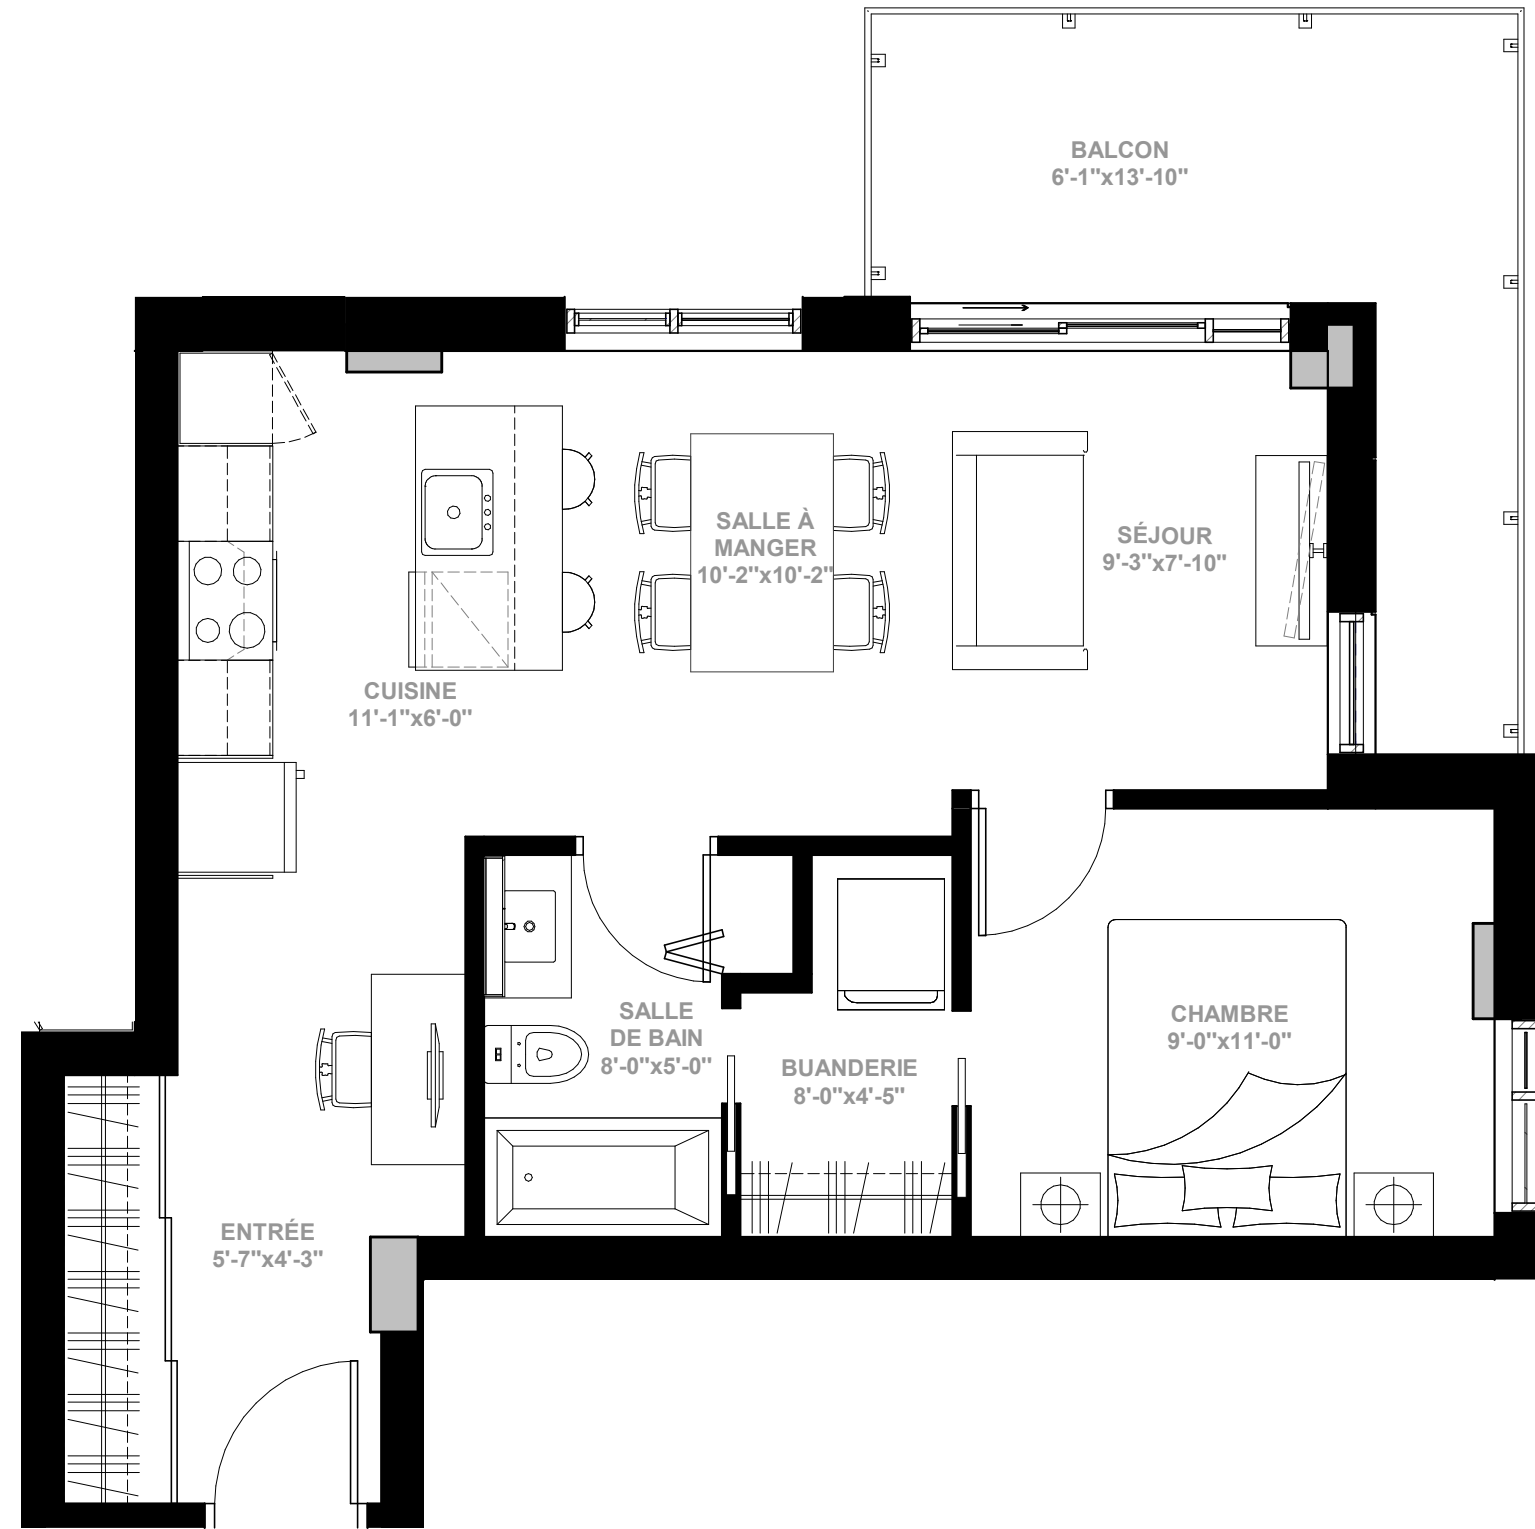 BALCON
6'-1"x13'-10"
SALLE À
MANGER
10'-2"x10'-2"
SÉJOUR
9'-3"x7'-10"
CUISINE
11'-1"x6'-0"
SALLE
DE BAIN
8'-0"x5'-0"
BUANDERIE
8'-0"x4'-5"
CHAMBRE
9'-0"x11'-0"
ENTRÉE
5'-7"x4'-3"